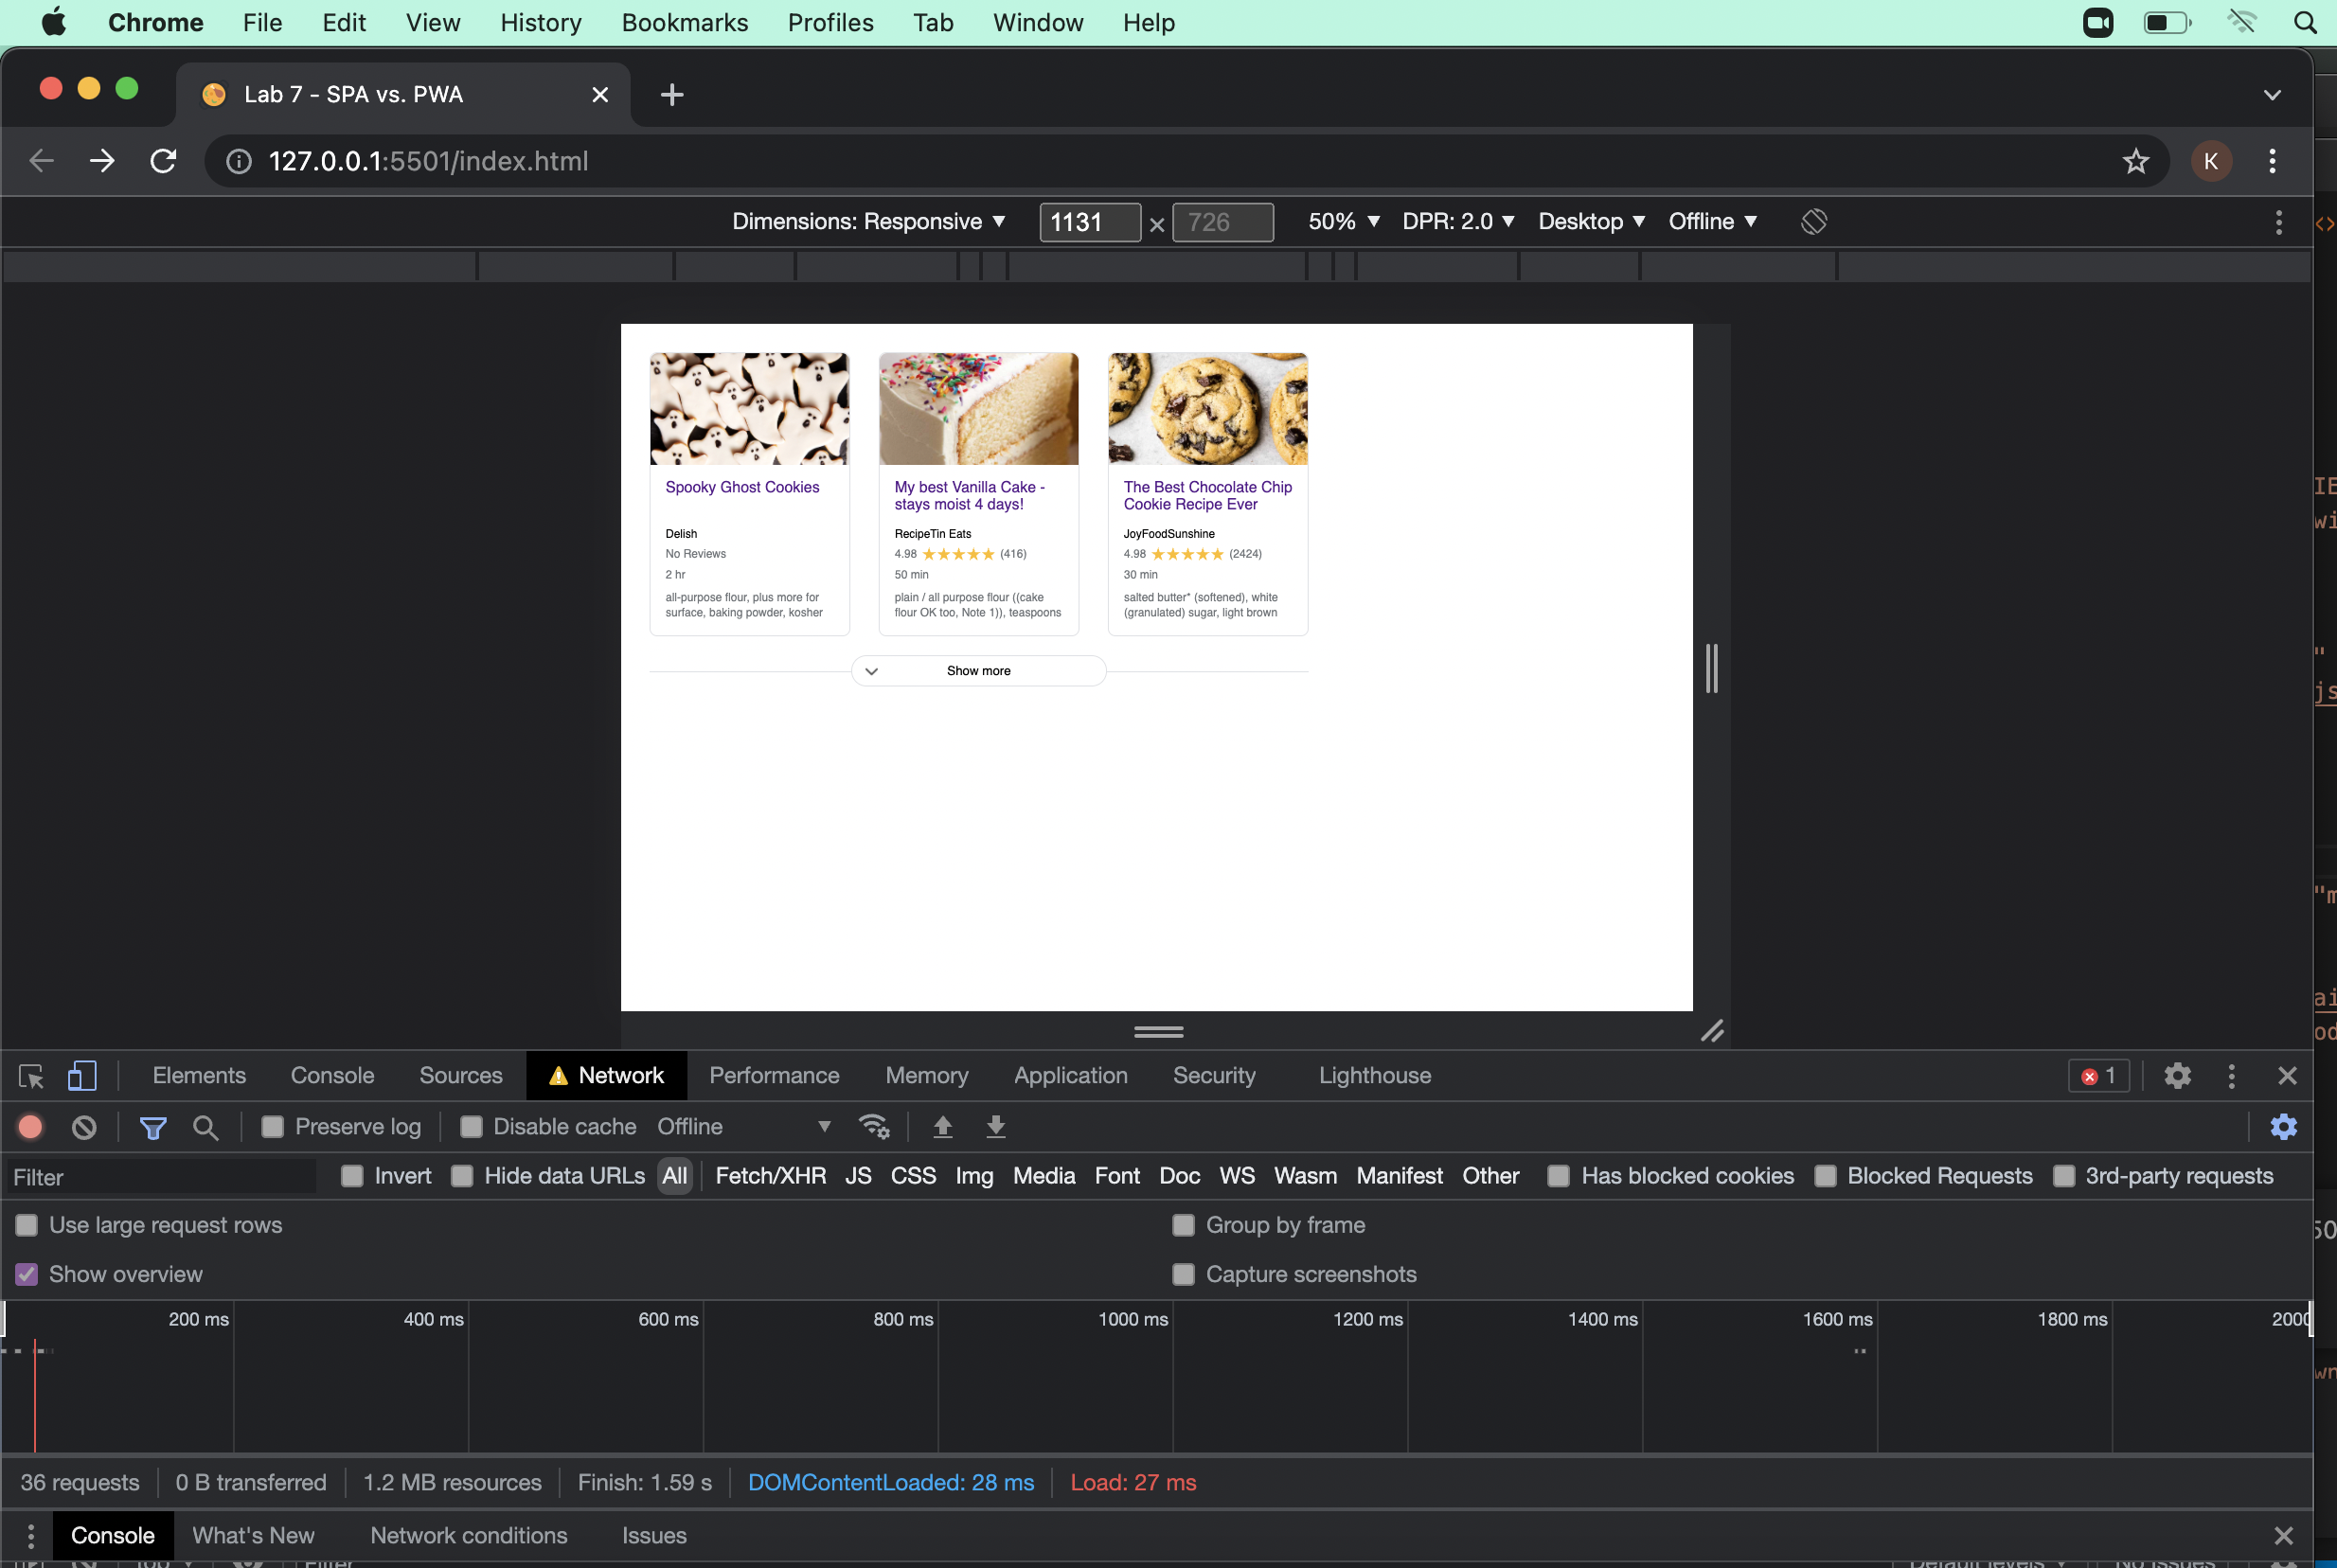 Chrome File Edit View History Bookmarks Profiles Tab Window Help
Lab 7 - SPA vs. PWA
127.0.0.1:5501/index.html
K
Dimensions: Responsive 1131 × 726 50% DPR: 2.0 Desktop Offline
Spooky Ghost Cookies
Delish
No Reviews
2 hr
all-purpose flour, plus more for
surface, baking powder, kosher
My best Vanilla Cake -
stays moist 4 days!
RecipeTin Eats
4.98 ★★★★★ (416)
50 min
plain / all purpose flour ((cake
flour OK too, Note 1)), teaspoons
The Best Chocolate Chip
Cookie Recipe Ever
JoyFoodSunshine
4.98 ★★★★★ (2424)
30 min
salted butter* (softened), white
(granulated) sugar, light brown
Show more
Elements Console Sources Network Performance Memory Application Security Lighthouse 1
Preserve log Disable cache Offline
Filter Invert Hide data URLs All Fetch/XHR JS CSS Img Media Font Doc WS Wasm Manifest Other Has blocked cookies Blocked Requests 3rd-party requests
Use large request rows Group by frame
Show overview Capture screenshots
200 ms 400 ms 600 ms 800 ms 1000 ms 1200 ms 1400 ms 1600 ms 1800 ms 2000
36 requests 0 B transferred 1.2 MB resources Finish: 1.59 s DOMContentLoaded: 28 ms Load: 27 ms
Console What's New Network conditions Issues